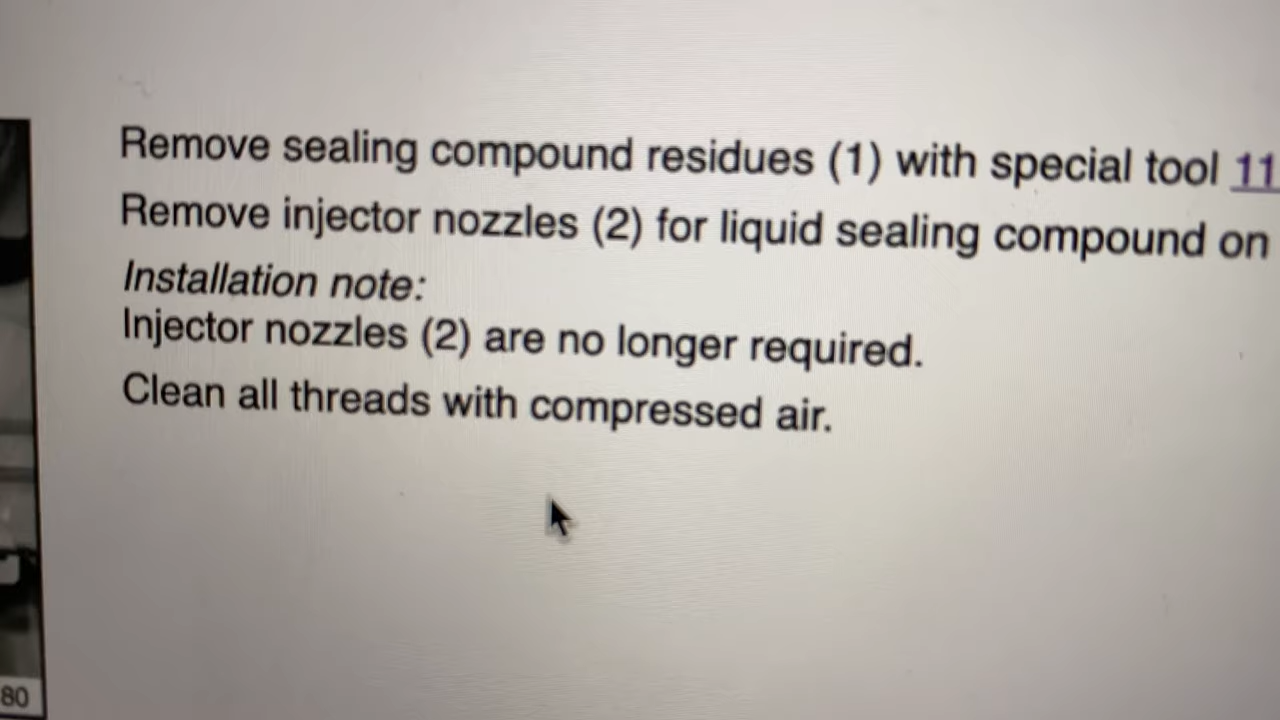 Remove sealing compound residues (1) with special tool 11
Remove injector nozzles (2) for liquid sealing compound on
Installation note:
Injector nozzles (2) are no longer required.
Clean all threads with compressed air.
80